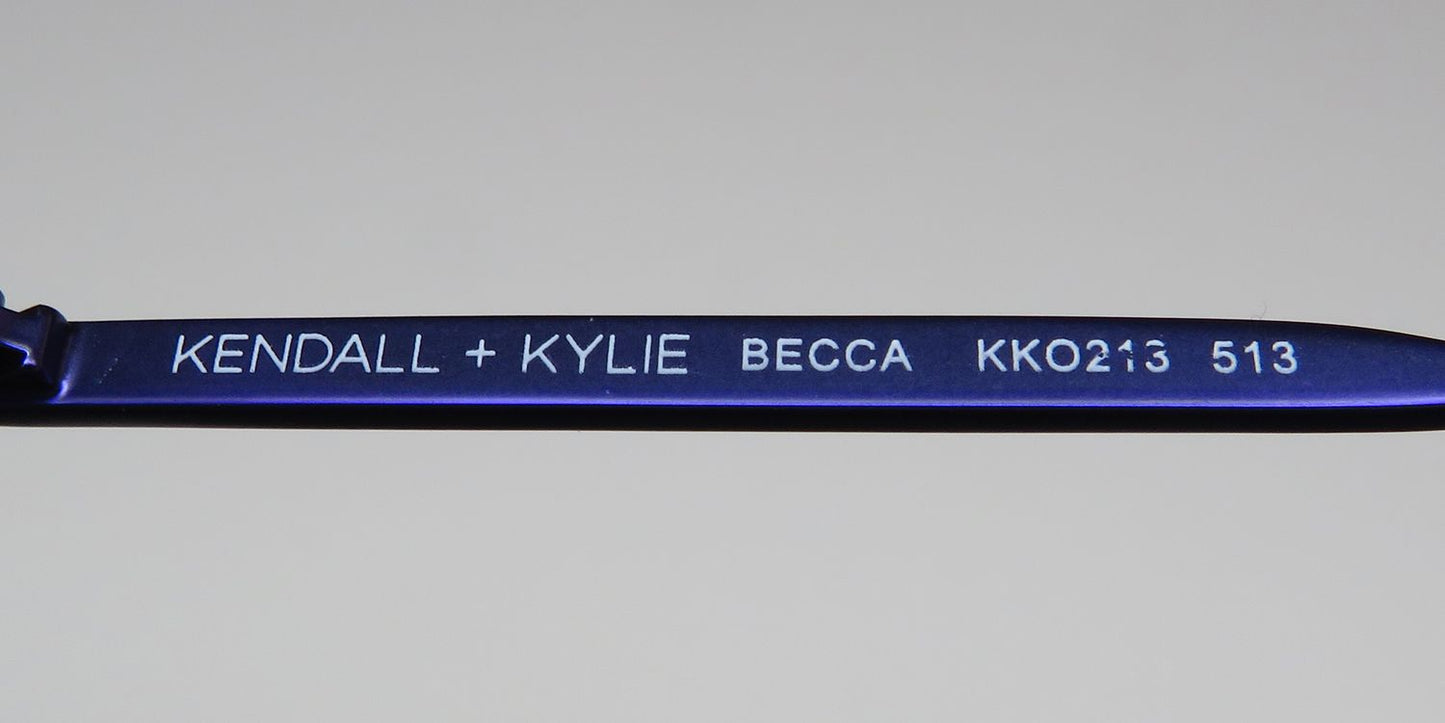 KENDALL + KYLIE BECCA KKO213 513